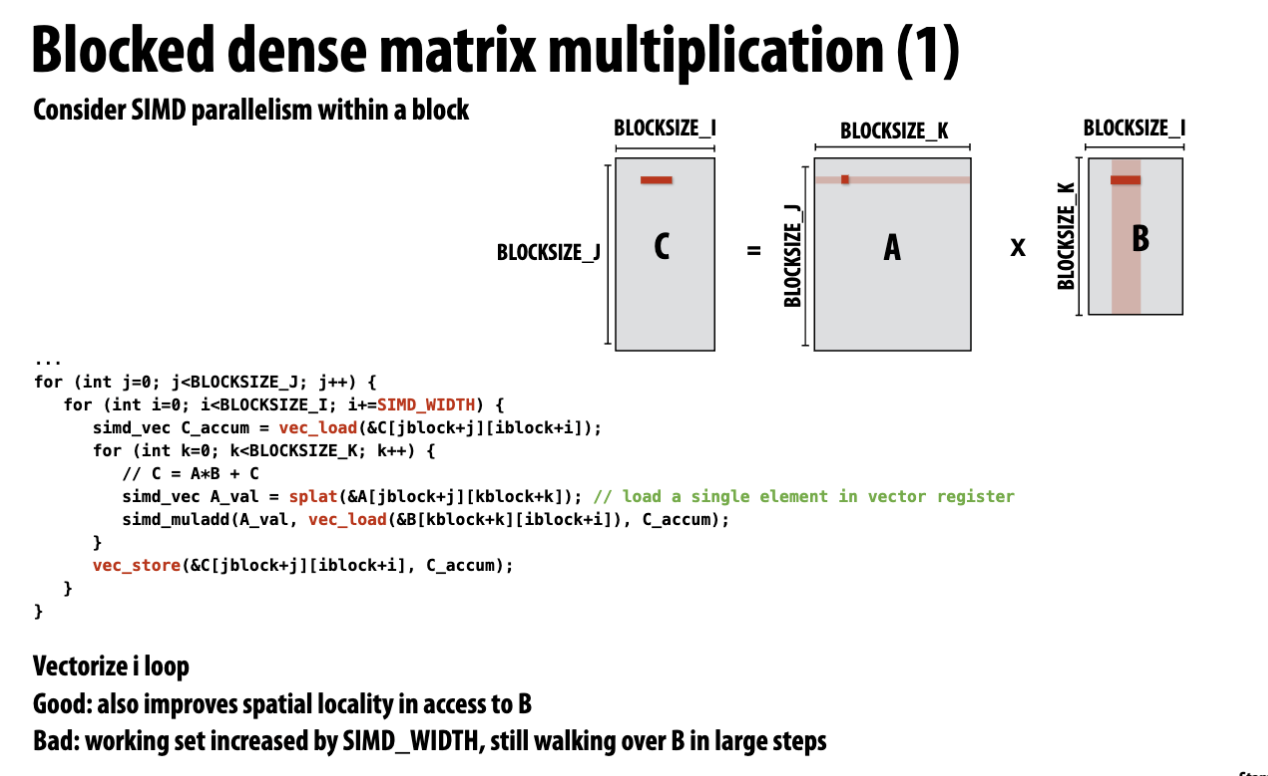 Blocked dense matrix multiplication (1)
Consider SIMD parallelism within a block
BLOCKSIZE_I
BLOCKSIZE_J
C
=
BLOCKSIZE_K
BLOCKSIZE_J
A
X
BLOCKSIZE_I
BLOCKSIZE_K
B
...
for (int j=0; j<BLOCKSIZE_J; j++) {
for (int i=0; i<BLOCKSIZE_I; i+=SIMD_WIDTH) {
simd_vec C_accum = vec_load(&C[jblock+j][iblock+i]);
for (int k=0; k<BLOCKSIZE_K; k++) {
// C = A*B + C
simd_vec A_val = splat(&A[jblock+j][kblock+k]); // load a single element in vector register
simd_muladd(A_val, vec_load(&B[kblock+k][iblock+i]), C_accum);
}
vec_store(&C[jblock+j][iblock+i], C_accum);
}
}
Vectorize i loop
Good: also improves spatial locality in access to B
Bad: working set increased by SIMD_WIDTH, still walking over B in large steps